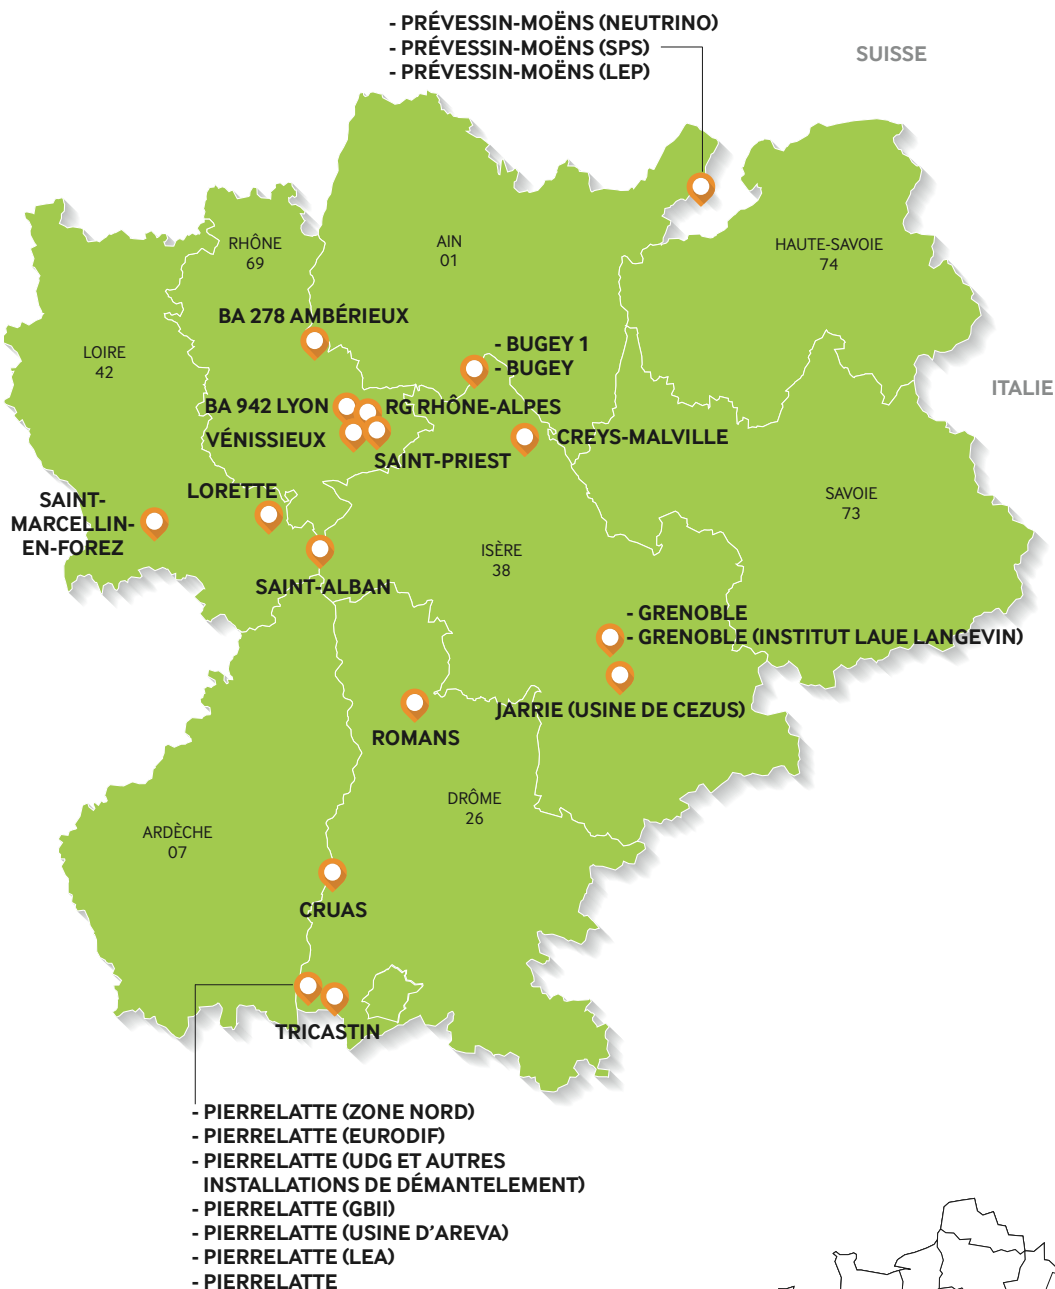 - PRÉVESSIN-MOËNS (NEUTRINO)
- PRÉVESSIN-MOËNS (SPS)
- PRÉVESSIN-MOËNS (LEP)
SUISSE
RHÔNE
69
AIN
01
HAUTE-SAVOIE
74
BA 278 AMBÉRIEUX
LOIRE
42
- BUGEY 1
- BUGEY
ITALIE
BA 942 LYON
RG RHÔNE-ALPES
VÉNISSIEUX
CREYS-MALVILLE
SAINT-PRIEST
LORETTE
SAINT-
MARCELLIN-
EN-FOREZ
SAVOIE
73
ISÈRE
38
SAINT-ALBAN
- GRENOBLE
- GRENOBLE (INSTITUT LAUE LANGEVIN)
JARRIE (USINE DE CEZUS)
ROMANS
DRÔME
26
ARDÈCHE
07
CRUAS
TRICASTIN
- PIERRELATTE (ZONE NORD)
- PIERRELATTE (EURODIF)
- PIERRELATTE (UDG ET AUTRES
INSTALLATIONS DE DÉMANTELEMENT)
- PIERRELATTE (GBII)
- PIERRELATTE (USINE D'AREVA)
- PIERRELATTE (LEA)
- PIERRELATTE